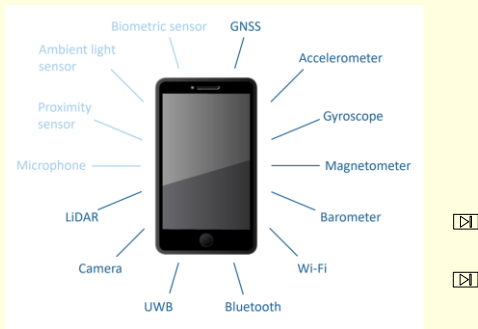 Biometric sensor
GNSS
Ambient light
sensor
Accelerometer
Proximity
sensor
Gyroscope
Microphone
Magnetometer
LiDAR
Barometer
Camera
Wi-Fi
UWB
Bluetooth